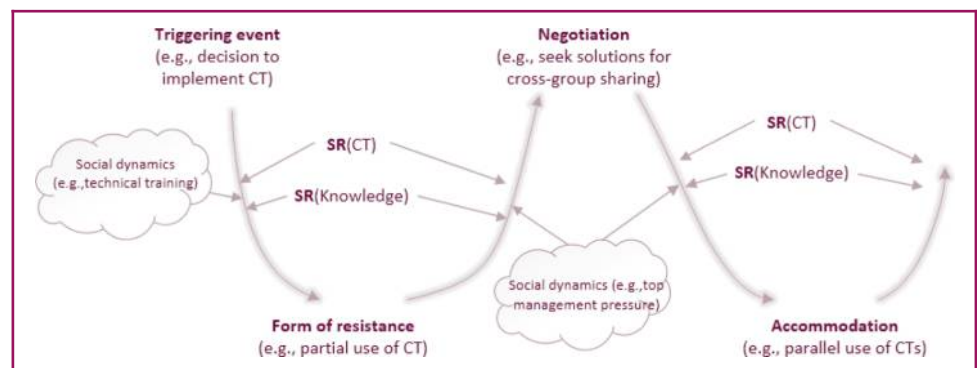 Triggering event
(e.g., decision to
implement CT)
Negotiation
(e.g., seek solutions for
cross-group sharing)
SR(CT)
SR(Knowledge)
Social dynamics
(e.g.,technical training)
SR(CT)
SR(Knowledge)
Social dynamics (e.g.,top
management pressure)
Form of resistance
(e.g., partial use of CT)
Accommodation
(e.g., parallel use of CTs)